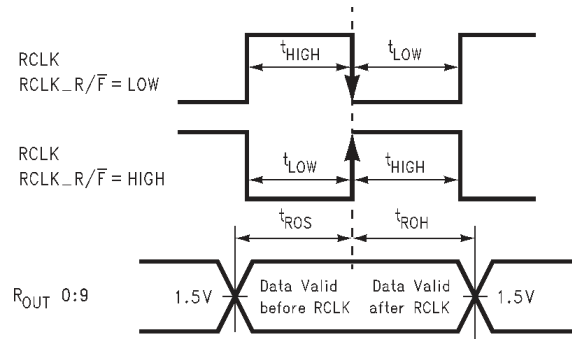 RCLK
RCLK_R/F̅ = LOW
tHIGH
tLOW
RCLK
RCLK_R/F̅ = HIGH
tLOW
tHIGH
tROS
tROH
ROUT 0:9
1.5V
Data Valid
before RCLK
Data Valid
after RCLK
1.5V